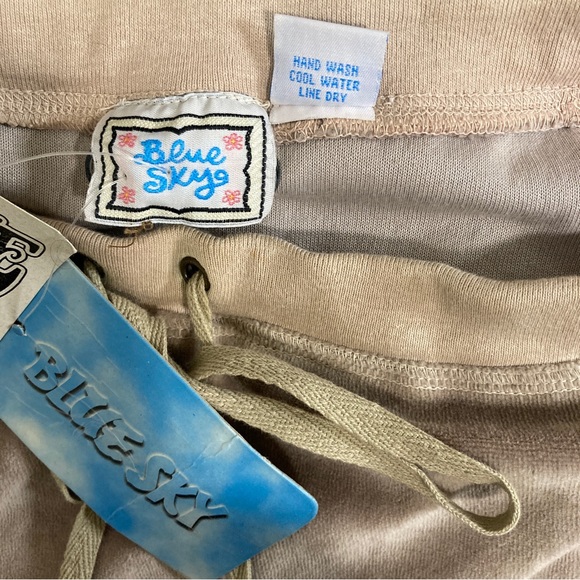 HAND WASH
COOL WATER
LINE DRY
Blue
Sky
BLUE SKY